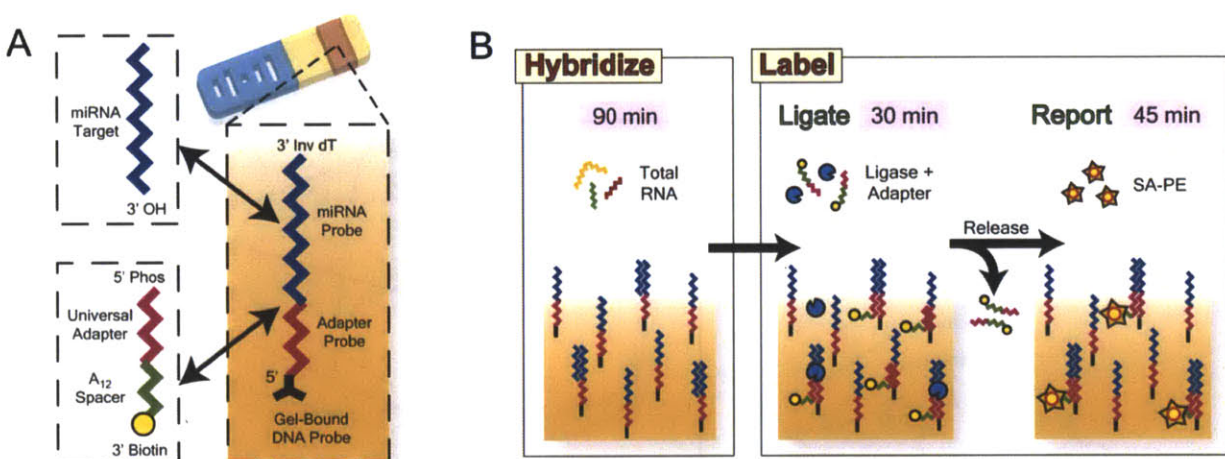 A
miRNA
Target
3' OH
5' Phos
Universal
Adapter
A12
Spacer
3' Biotin
3' Inv dT
miRNA
Probe
Adapter
Probe
5'
Gel-Bound
DNA Probe
B
Hybridize
90 min
Total
RNA
Label
Ligate 30 min
Ligase +
Adapter
Release
Report 45 min
SA-PE